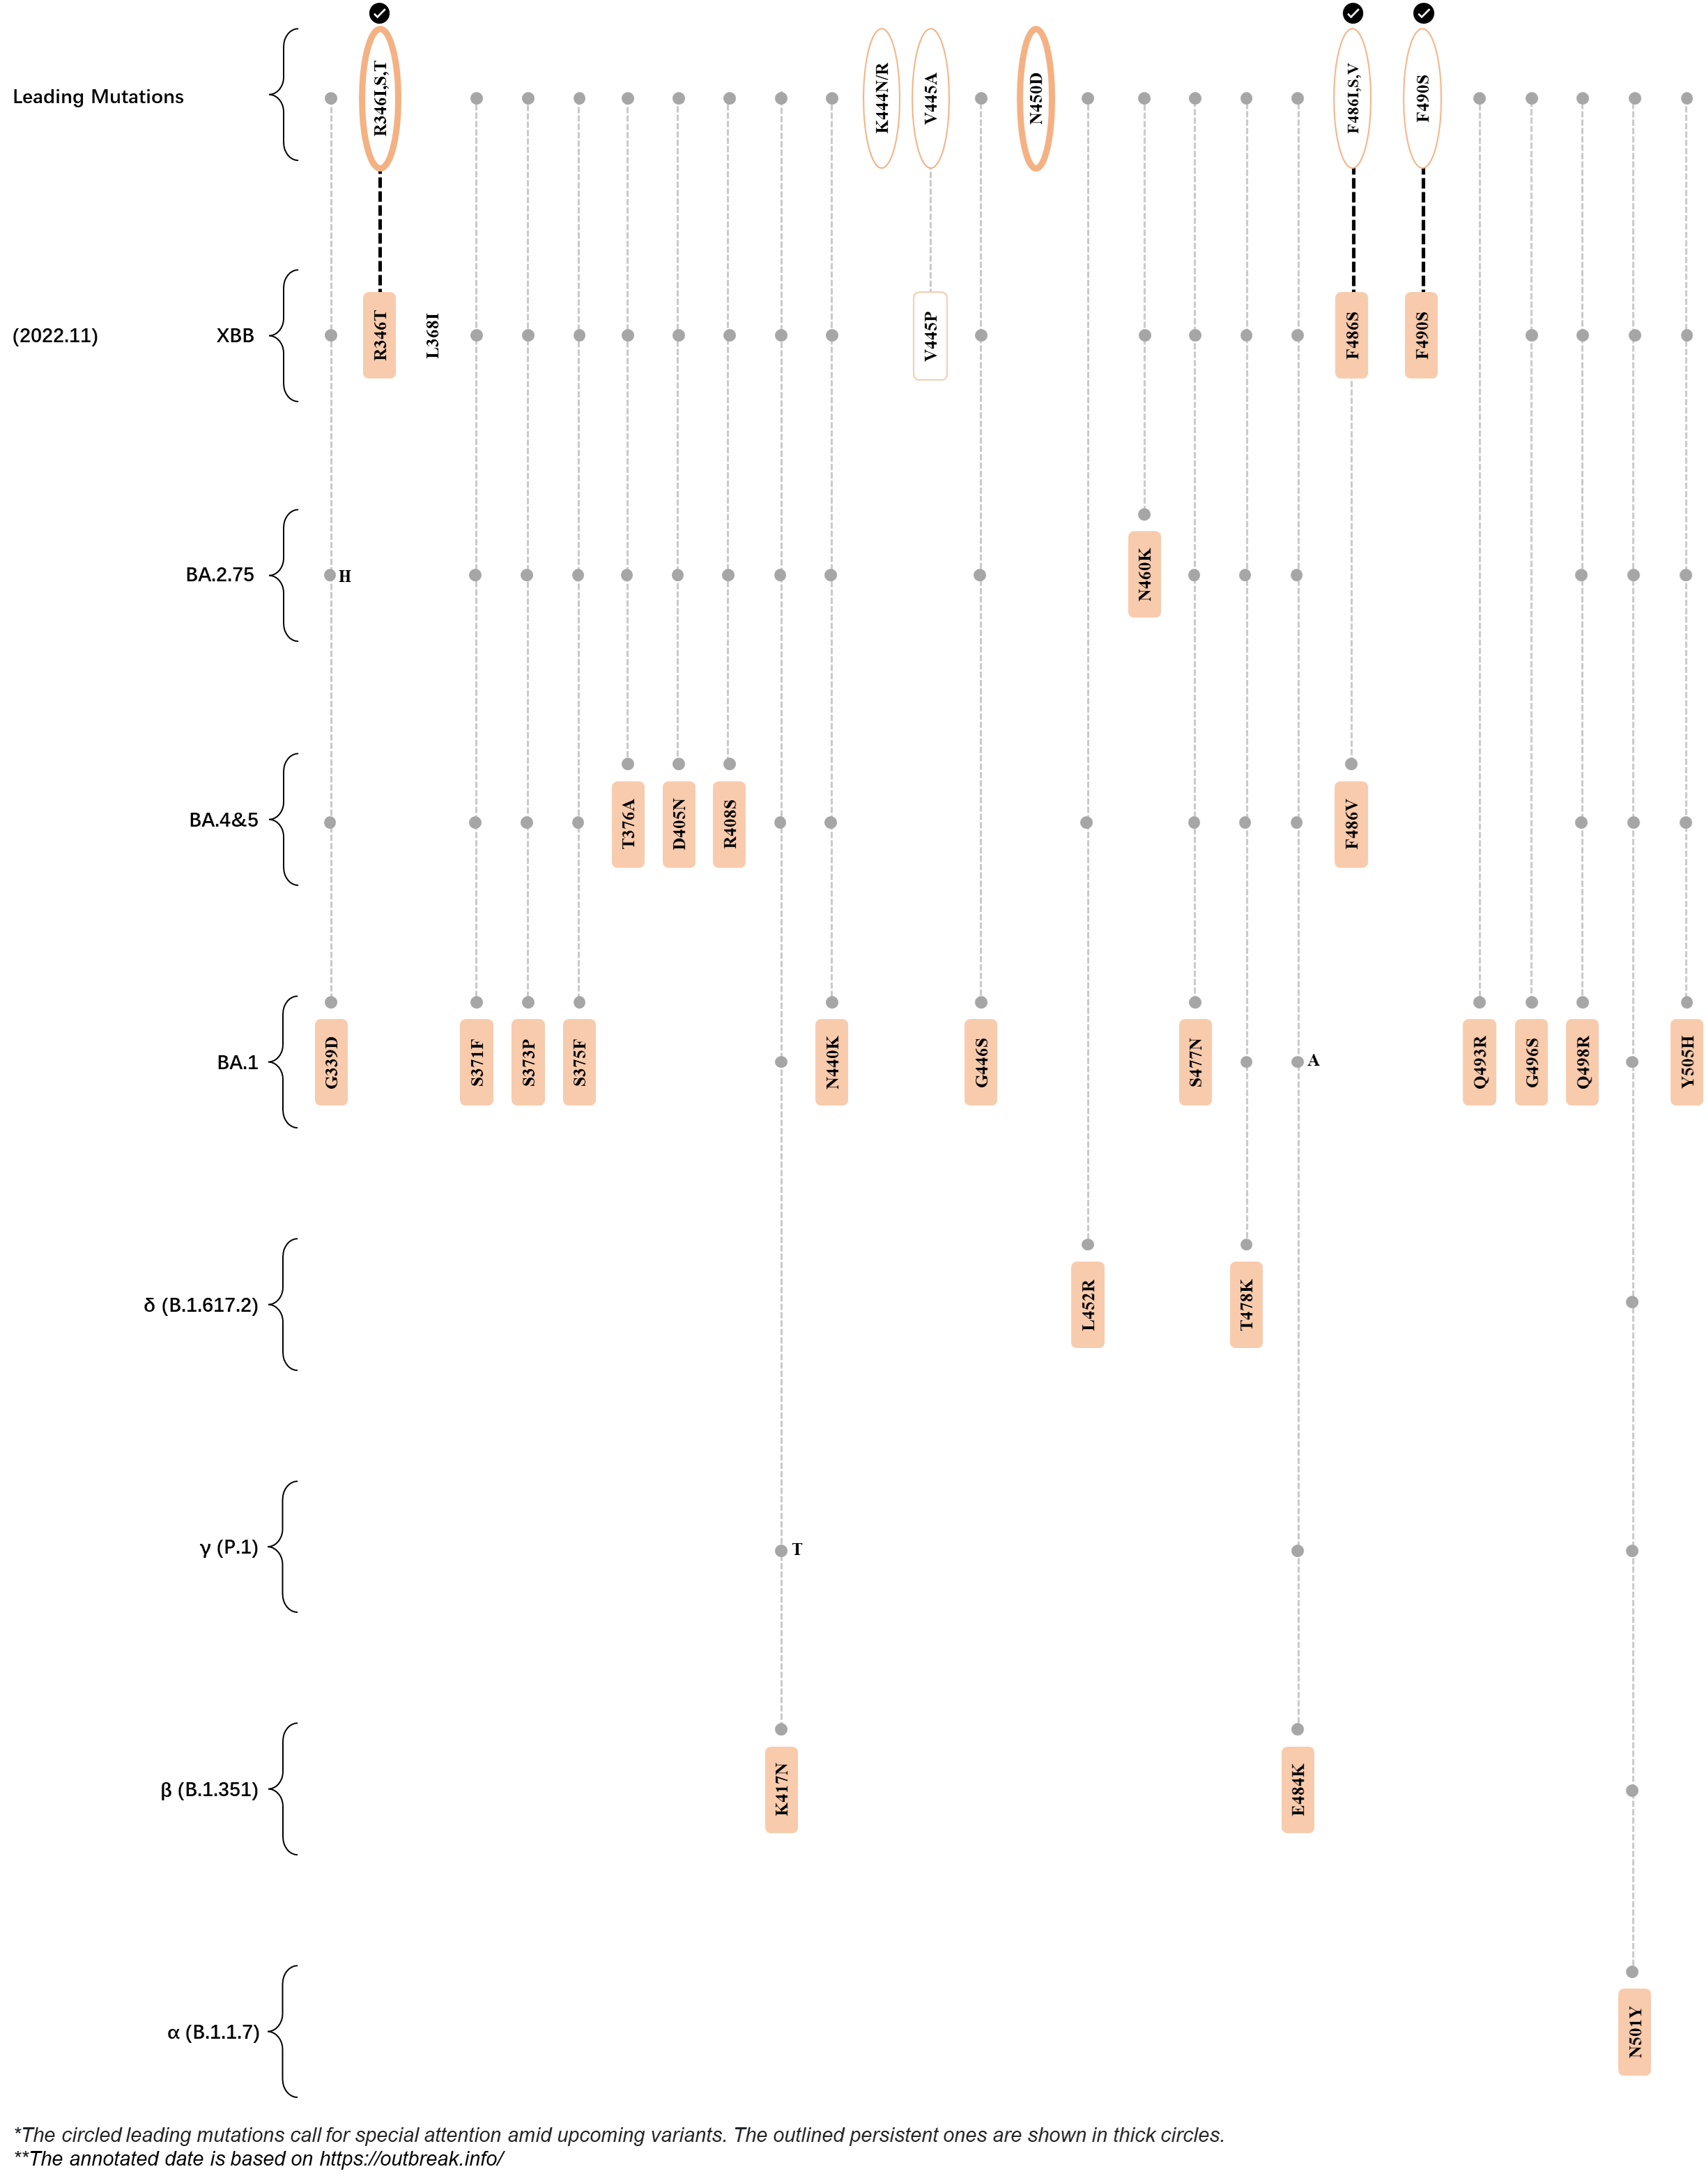 Leading Mutations
R346I,S,T
K444N/R
V445A
N450D
F486I,S,V
F490S
(2022.11)
XBB
R346T
L368I
V445P
F486S
F490S
BA.2.75
H
N460K
BA.4&5
T376A
D405N
R408S
F486V
BA.1
G339D
S371F
S373P
S375F
N440K
G446S
S477N
A
Q493R
G496S
Q498R
Y505H
δ (B.1.617.2)
L452R
T478K
γ (P.1)
T
β (B.1.351)
K417N
E484K
α (B.1.1.7)
N501Y
*The circled leading mutations call for special attention amid upcoming variants. The outlined persistent ones are shown in thick circles.
**The annotated date is based on https://outbreak.info/